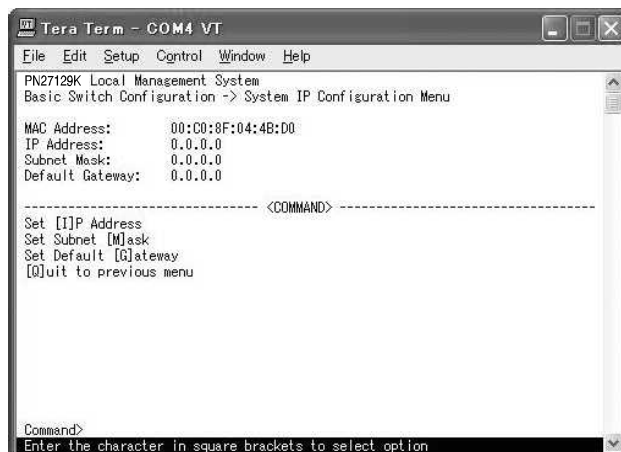 Tera Term - COM4 VT
File Edit Setup Control Window Help
PN27129K Local Management System
Basic Switch Configuration -> System IP Configuration Menu
MAC Address: 00:C0:8F:04:4B:D0
IP Address: 0.0.0.0
Subnet Mask: 0.0.0.0
Default Gateway: 0.0.0.0
-------------------------------- <COMMAND> -----------------------------------
Set [I]P Address
Set Subnet [M]ask
Set Default [G]ateway
[Q]uit to previous menu
Command>
Enter the character in square brackets to select option